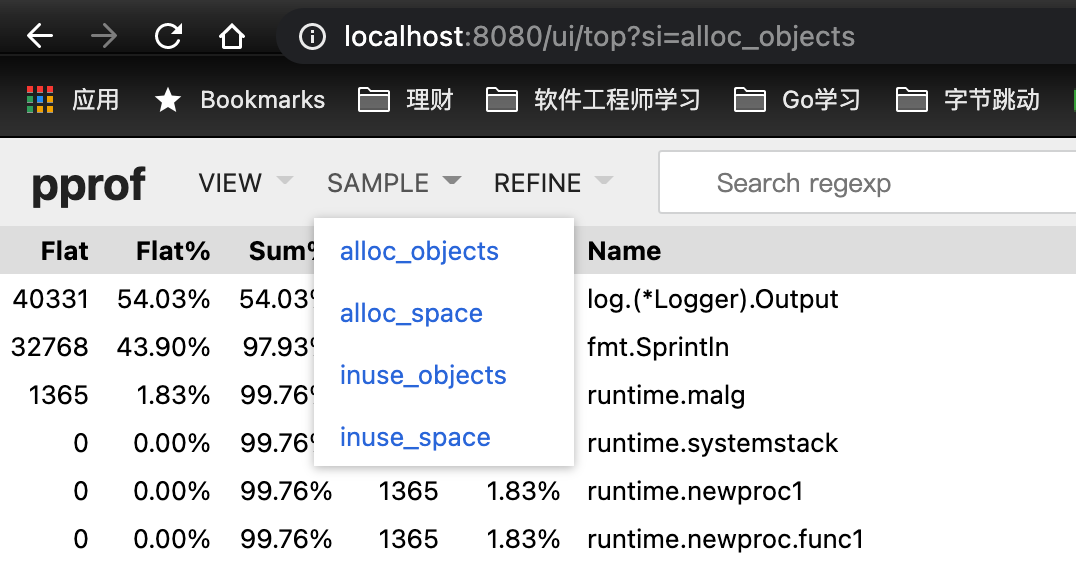 localhost:8080/ui/top?si=alloc_objects
应用 Bookmarks 理财 软件工程师学习 Go学习 字节跳动
pprof VIEW SAMPLE REFINE Search regexp
Flat Flat% Sum% Name
alloc_objects
40331 54.03% 54.03% log.(*Logger).Output
alloc_space
32768 43.90% 97.93% fmt.Sprintln
inuse_objects
1365 1.83% 99.76% runtime.malg
inuse_space
0 0.00% 99.76% runtime.systemstack
0 0.00% 99.76% 1365 1.83% runtime.newproc1
0 0.00% 99.76% 1365 1.83% runtime.newproc.func1